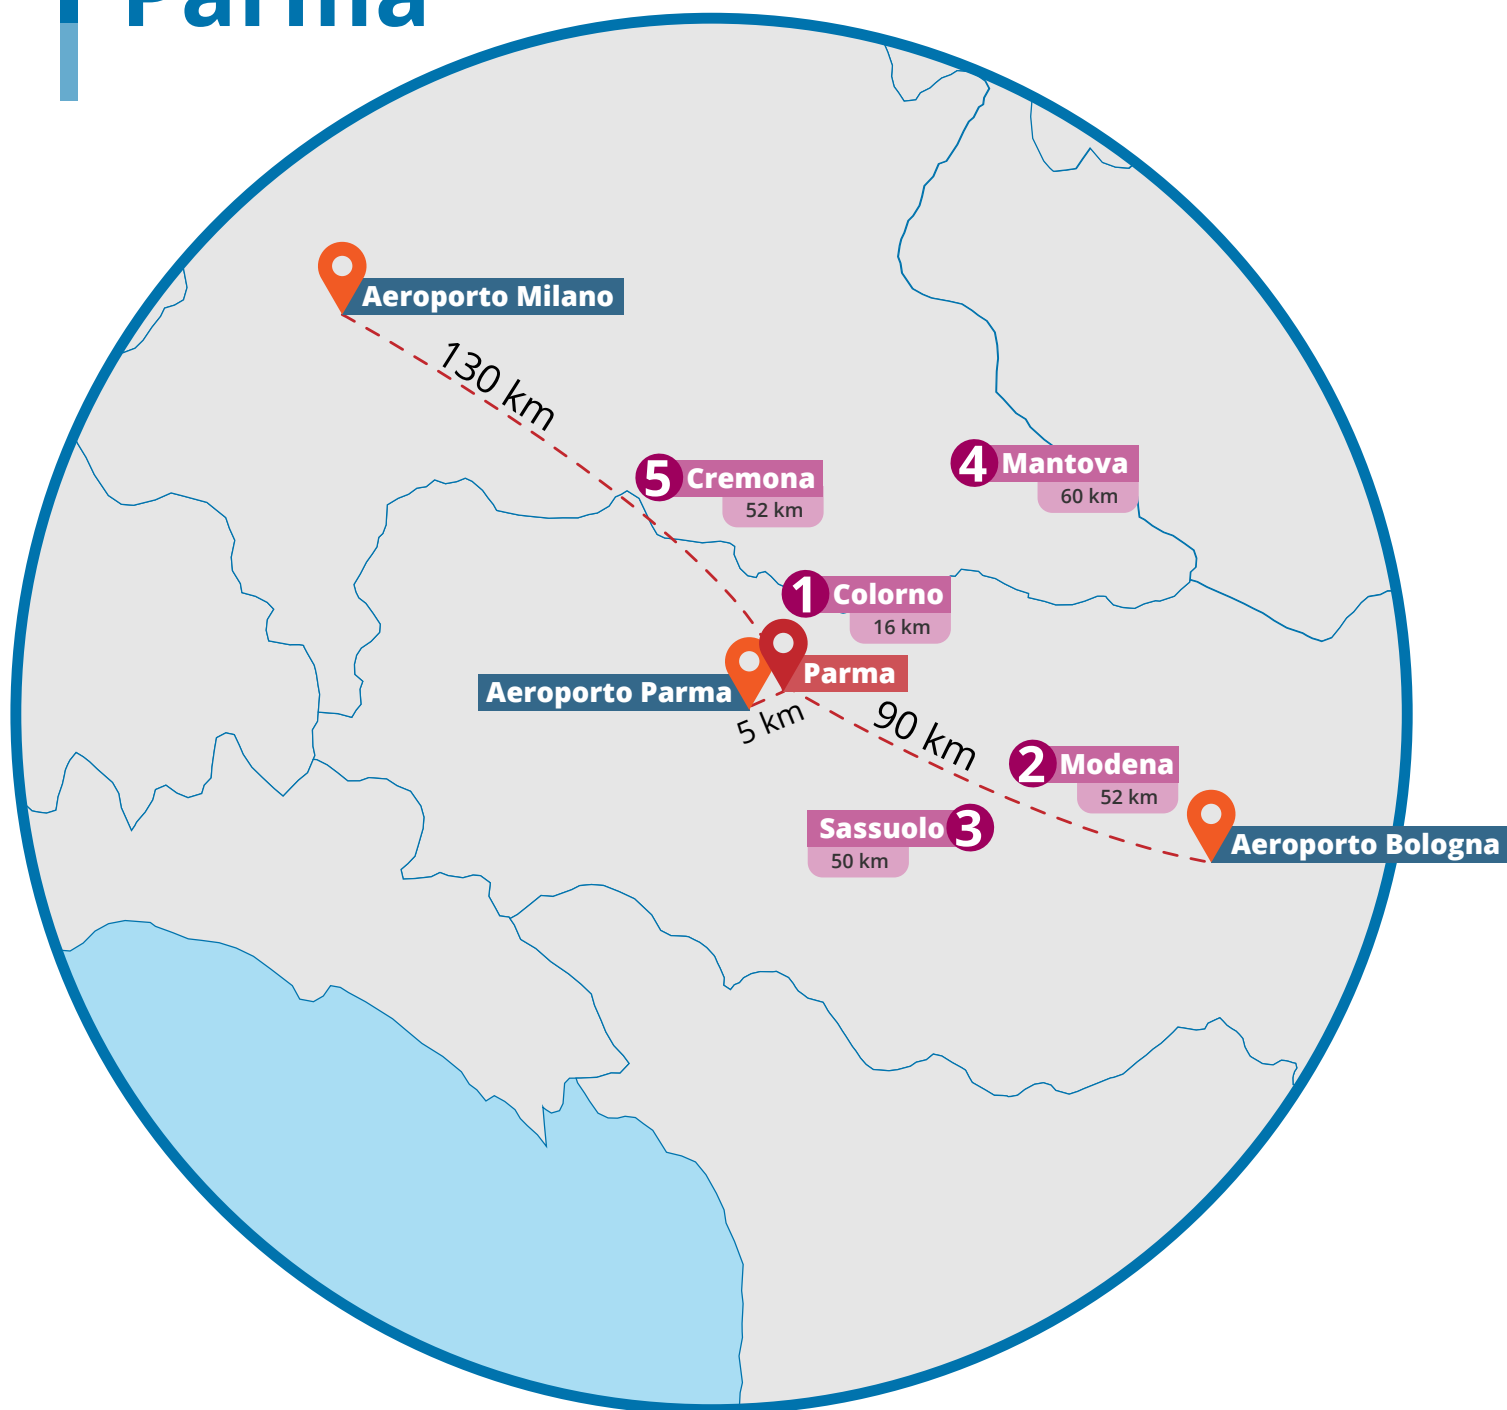 Parma
Aeroporto Milano
130 km
5 Cremona
52 km
4 Mantova
60 km
1 Colorno
16 km
Parma
Aeroporto Parma
5 km
90 km
2 Modena
52 km
Sassuolo 3
50 km
Aeroporto Bologna